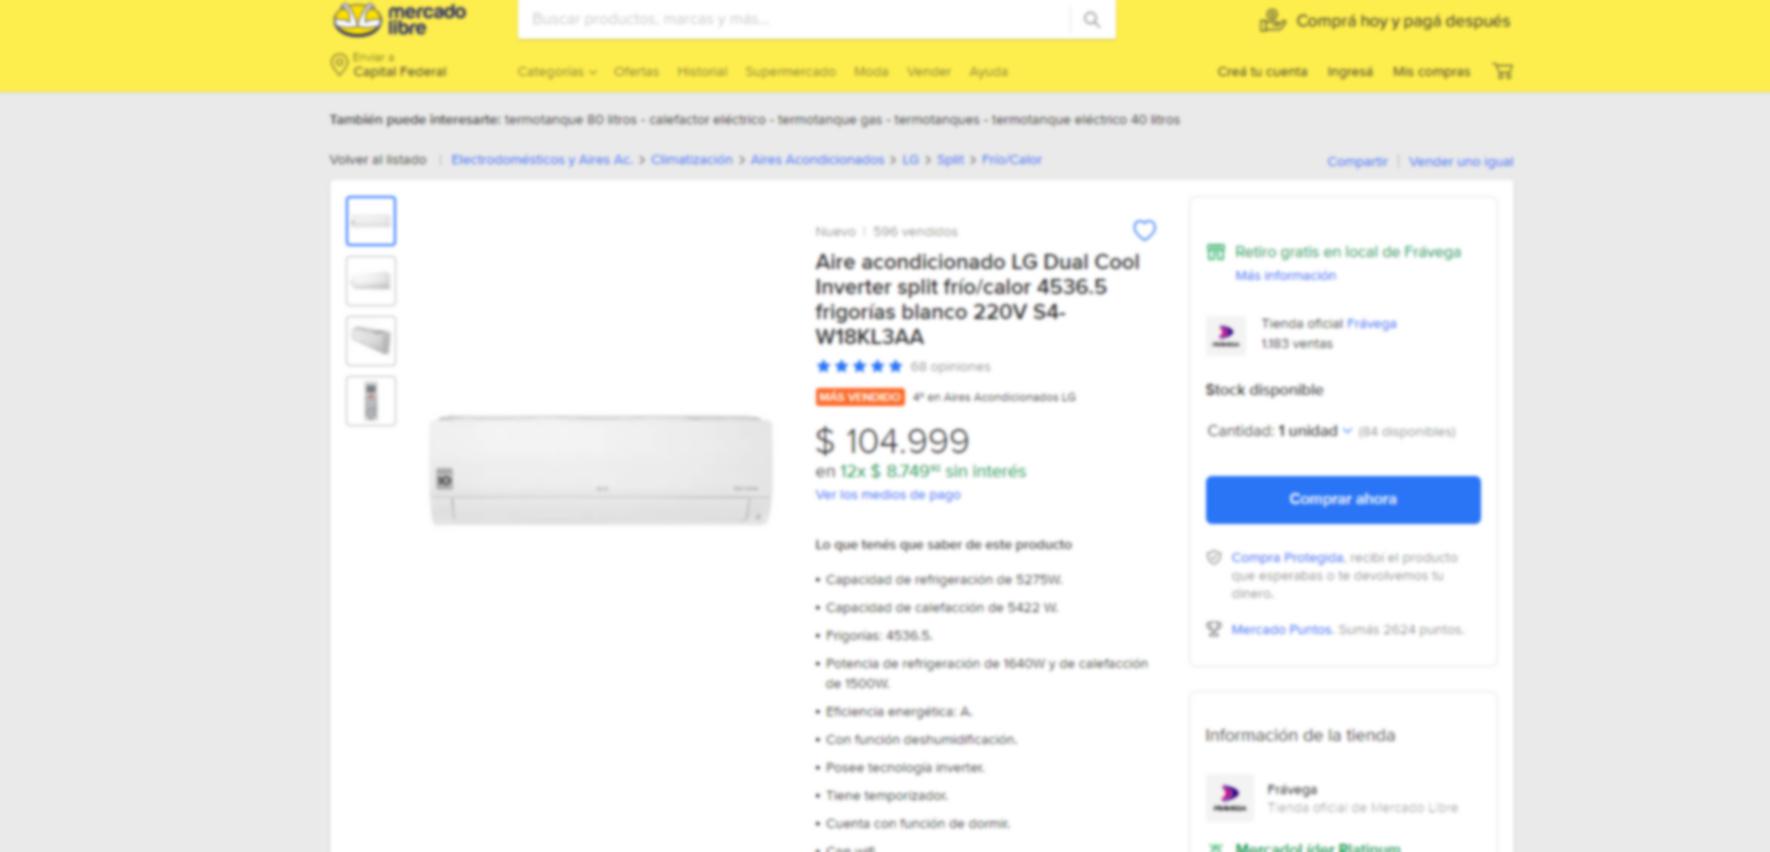 mercado
libre
Buscar productos, marcas y más...
Comprá hoy y pagá después
Enviar a
Capital Federal
Categorías
Ofertas
Historial
Supermercado
Moda
Vender
Ayuda
Creá tu cuenta
Ingresá
Mis compras
También puede interesarte: termotanque 80 litros - calefactor eléctrico - termotanque gas - termotanques - termotanque eléctrico 40 litros
Volver al listado | Electrodomésticos y Aires Ac. > Climatización > Aires Acondicionados > LG > Split > Frío/Calor
Compartir | Vender uno igual
Nuevo | 596 vendidos
Aire acondicionado LG Dual Cool
Inverter split frío/calor 4536.5
frigorías blanco 220V S4-
W18KL3AA
68 opiniones
MÁS VENDIDO 4º en Aires Acondicionados LG
$ 104.999
en 12x $ 8.749 sin interés
Ver los medios de pago
Lo que tenés que saber de este producto
• Capacidad de refrigeración de 5275W.
• Capacidad de calefacción de 5422 W.
• Frigorías: 4536.5.
• Potencia de refrigeración de 1640W y de calefacción
de 1500W.
• Eficiencia energética: A.
• Con función deshumidificación.
• Posee tecnología inverter.
• Tiene temporizador.
• Cuenta con función de dormir.
• Con wifi.
Retiro gratis en local de Frávega
Más información
Tienda oficial Frávega
1.183 ventas
Stock disponible
Cantidad: 1 unidad (84 disponibles)
Comprar ahora
Compra Protegida, recibí el producto
que esperabas o te devolvemos tu
dinero.
Mercado Puntos. Sumás 2624 puntos.
Información de la tienda
Frávega
Tienda oficial de Mercado Libre
MercadoLíder Platinum